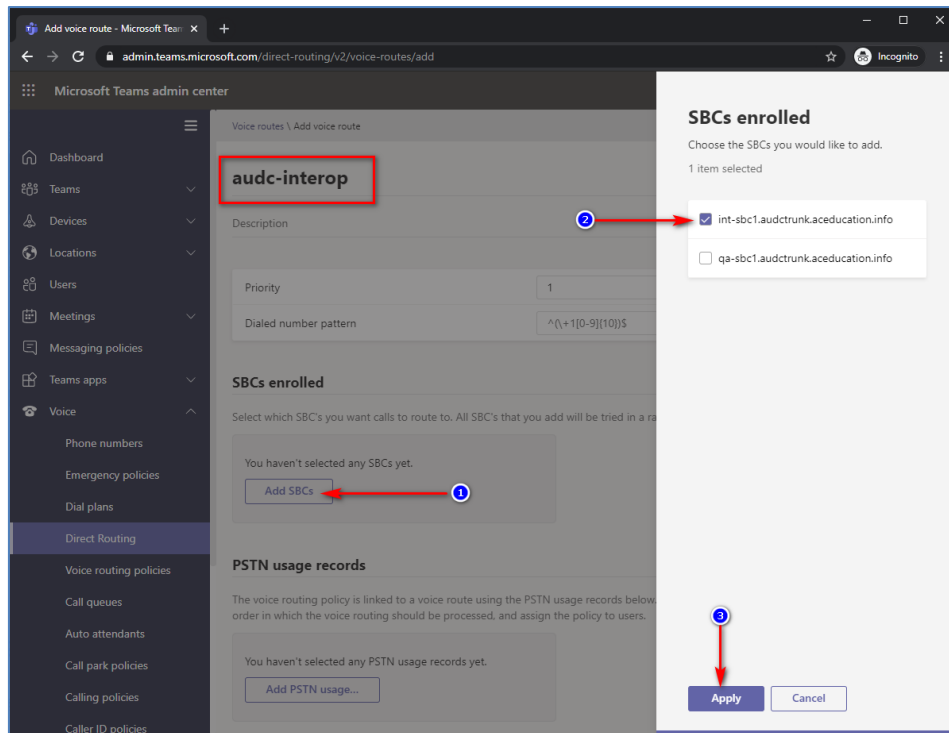 Add voice route - Microsoft Tear
admin.teams.microsoft.com/direct-routing/v2/voice-routes/add
Incognito
Microsoft Teams admin center
Dashboard
Teams
Devices
Locations
Users
Meetings
Messaging policies
Teams apps
Voice
Phone numbers
Emergency policies
Dial plans
Direct Routing
Voice routing policies
Call queues
Auto attendants
Call park policies
Calling policies
Caller ID policies
Voice routes \ Add voice route
audc-interop
Description
Priority
1
Dialed number pattern
^(\+1[0-9]{10})$
SBCs enrolled
Select which SBC's you want calls to route to. All SBC's that you add will be tried in a ra
You haven't selected any SBCs yet.
Add SBCs
1
PSTN usage records
The voice routing policy is linked to a voice route using the PSTN usage records below.
order in which the voice routing should be processed, and assign the policy to users.
You haven't selected any PSTN usage records yet.
Add PSTN usage...
SBCs enrolled
Choose the SBCs you would like to add.
1 item selected
2
int-sbc1.audctrunk.aceducation.info
qa-sbc1.audctrunk.aceducation.info
3
Apply
Cancel